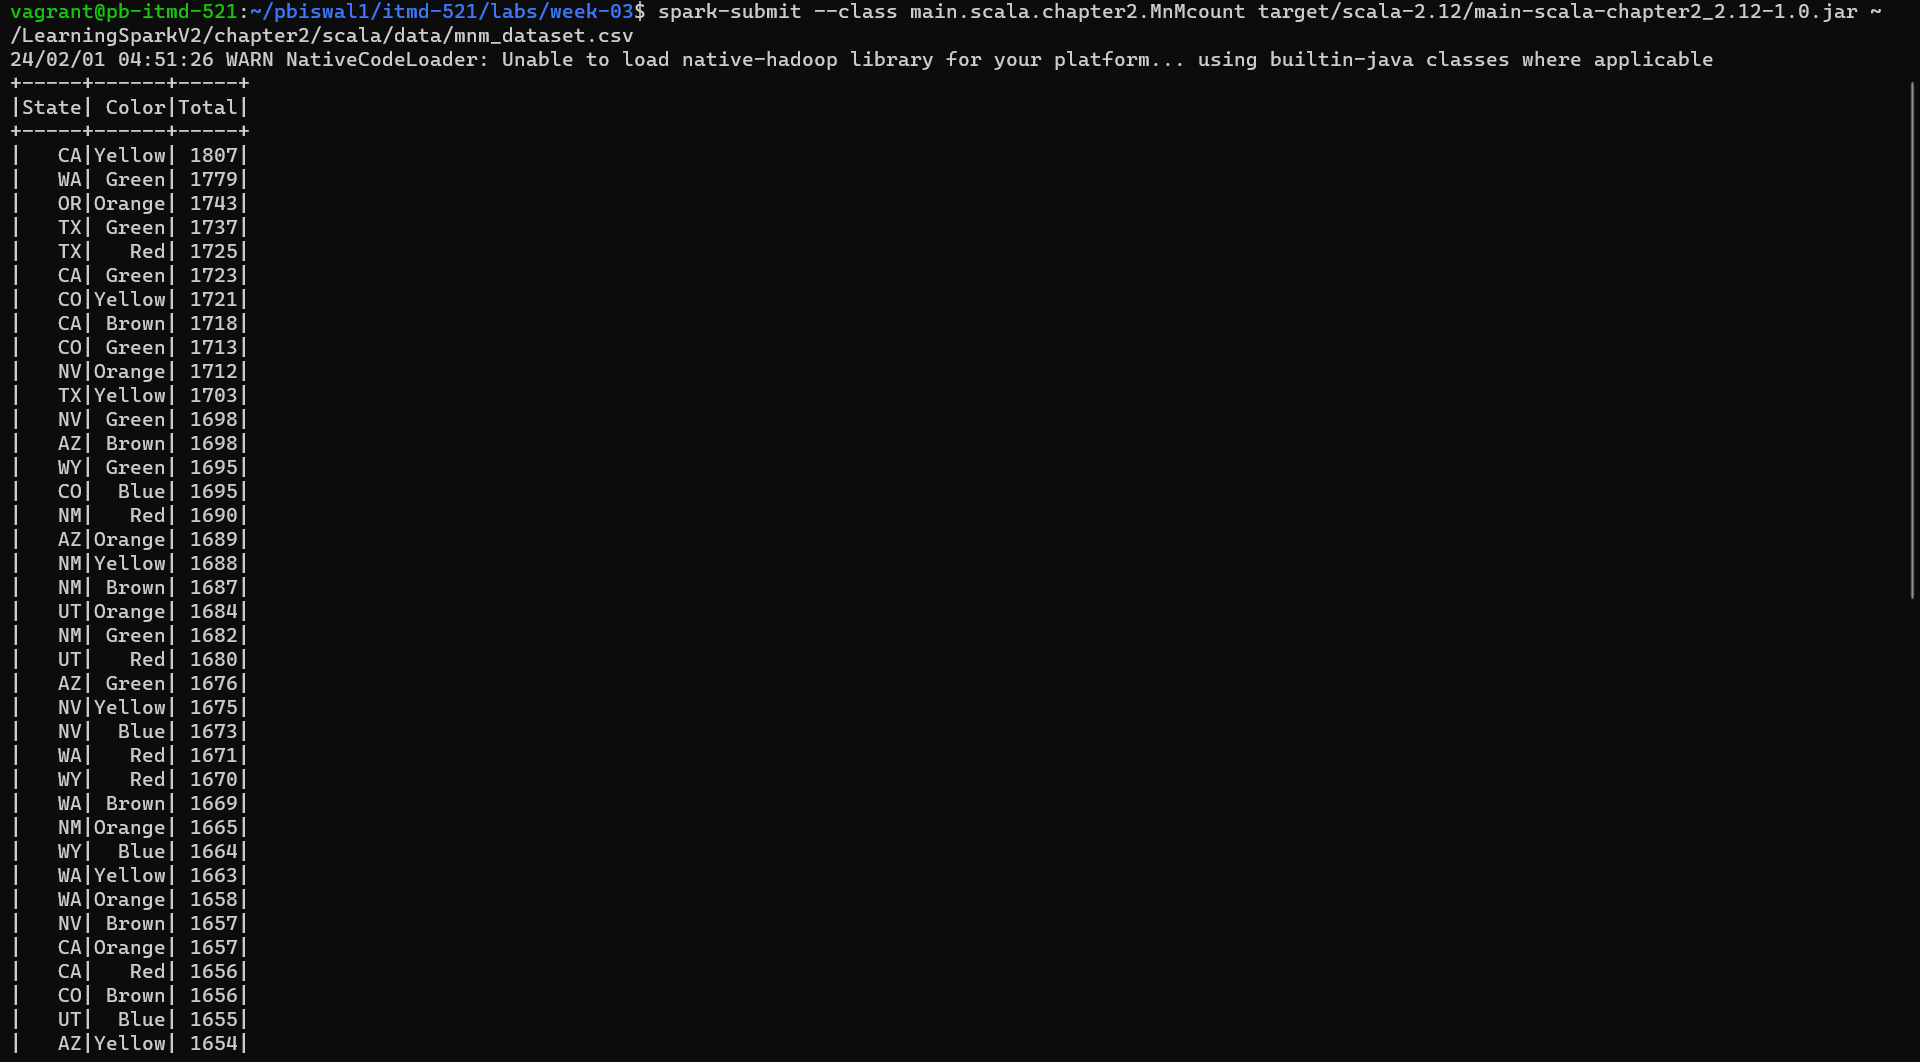 vagrant@pb-itmd-521:~/pbiswal1/itmd-521/labs/week-03$ spark-submit --class main.scala.chapter2.MnMcount target/scala-2.12/main-scala-chapter2_2.12-1.0.jar ~
/LearningSparkV2/chapter2/scala/data/mnm_dataset.csv
24/02/01 04:51:26 WARN NativeCodeLoader: Unable to load native-hadoop library for your platform... using builtin-java classes where applicable
+-----+------+-----+
|State| Color|Total|
+-----+------+-----+
|   CA|Yellow| 1807|
|   WA| Green| 1779|
|   OR|Orange| 1743|
|   TX| Green| 1737|
|   TX|   Red| 1725|
|   CA| Green| 1723|
|   CO|Yellow| 1721|
|   CA| Brown| 1718|
|   CO| Green| 1713|
|   NV|Orange| 1712|
|   TX|Yellow| 1703|
|   NV| Green| 1698|
|   AZ| Brown| 1698|
|   WY| Green| 1695|
|   CO|  Blue| 1695|
|   NM|   Red| 1690|
|   AZ|Orange| 1689|
|   NM|Yellow| 1688|
|   NM| Brown| 1687|
|   UT|Orange| 1684|
|   NM| Green| 1682|
|   UT|   Red| 1680|
|   AZ| Green| 1676|
|   NV|Yellow| 1675|
|   NV|  Blue| 1673|
|   WA|   Red| 1671|
|   WY|   Red| 1670|
|   WA| Brown| 1669|
|   NM|Orange| 1665|
|   WY|  Blue| 1664|
|   WA|Yellow| 1663|
|   WA|Orange| 1658|
|   NV| Brown| 1657|
|   CA|Orange| 1657|
|   CA|   Red| 1656|
|   CO| Brown| 1656|
|   UT|  Blue| 1655|
|   AZ|Yellow| 1654|